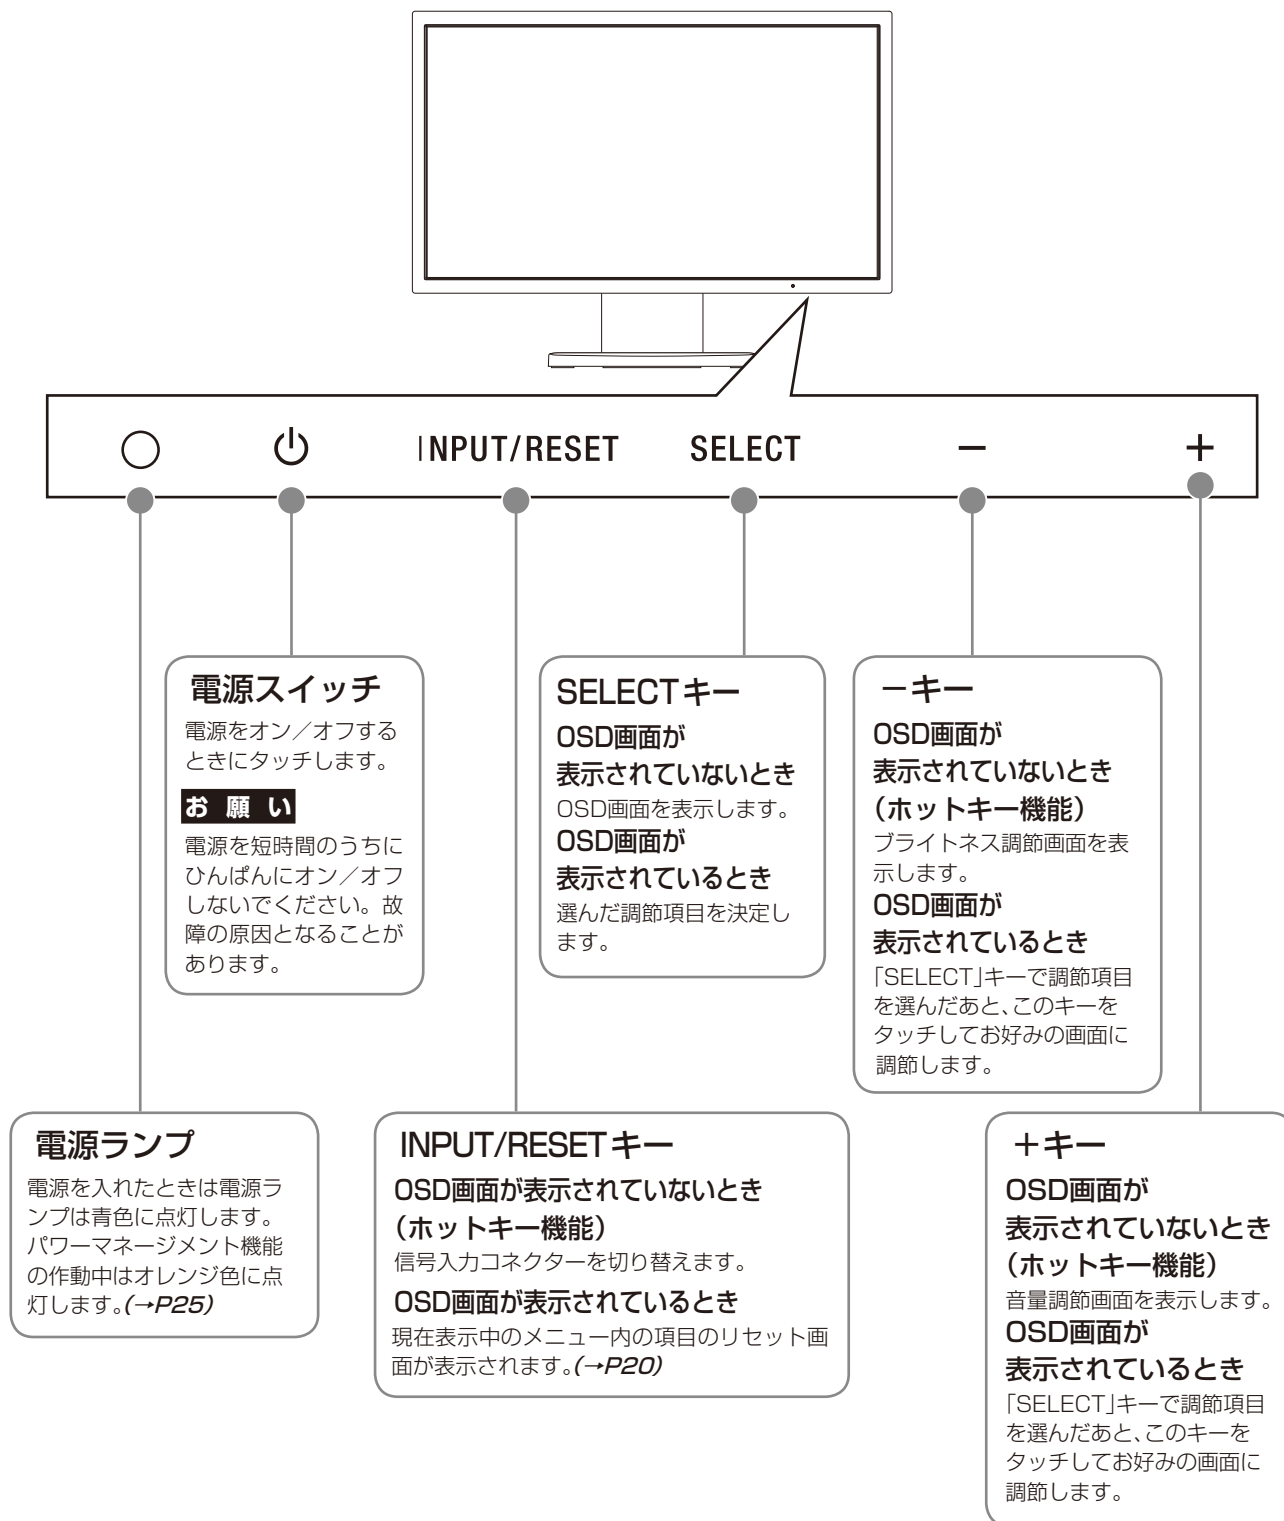 INPUT/RESET SELECT − +
電源スイッチ
電源をオン／オフする
ときにタッチします。
お願い
電源を短時間のうちに
ひんぱんにオン／オフ
しないでください。故
障の原因となることが
あります。
SELECTキー
OSD画面が
表示されていないとき
OSD画面を表示します。
OSD画面が
表示されているとき
選んだ調節項目を決定し
ます。
－キー
OSD画面が
表示されていないとき
（ホットキー機能）
ブライトネス調節画面を表
示します。
OSD画面が
表示されているとき
「SELECT」キーで調節項目
を選んだあと、このキーを
タッチしてお好みの画面に
調節します。
電源ランプ
電源を入れたときは電源ラ
ンプは青色に点灯します。
パワーマネージメント機能
の作動中はオレンジ色に点
灯します。(→P25)
INPUT/RESETキー
OSD画面が表示されていないとき
（ホットキー機能）
信号入力コネクターを切り替えます。
OSD画面が表示されているとき
現在表示中のメニュー内の項目のリセット画
面が表示されます。(→P20)
＋キー
OSD画面が
表示されていないとき
（ホットキー機能）
音量調節画面を表示します。
OSD画面が
表示されているとき
「SELECT」キーで調節項目
を選んだあと、このキーを
タッチしてお好みの画面に
調節します。